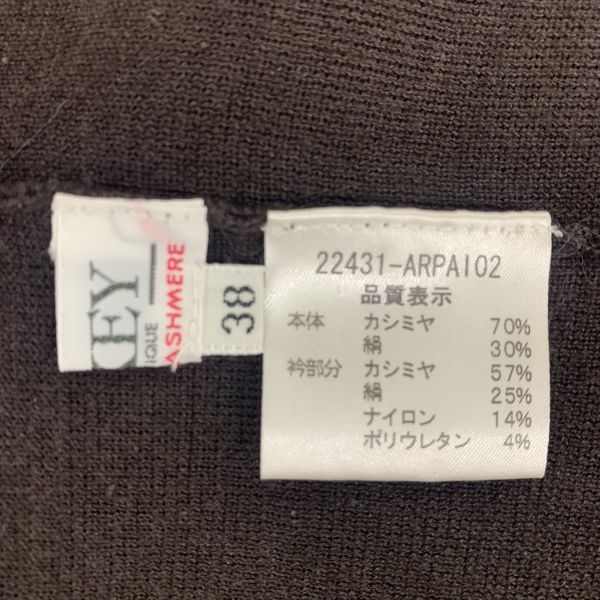 KEY
IQUE
ASHMERE
38
22431-ARPAI02
品質表示
本体 カシミヤ 70%
絹 30%
衿部分 カシミヤ 57%
絹 25%
ナイロン 14%
ポリウレタン 4%